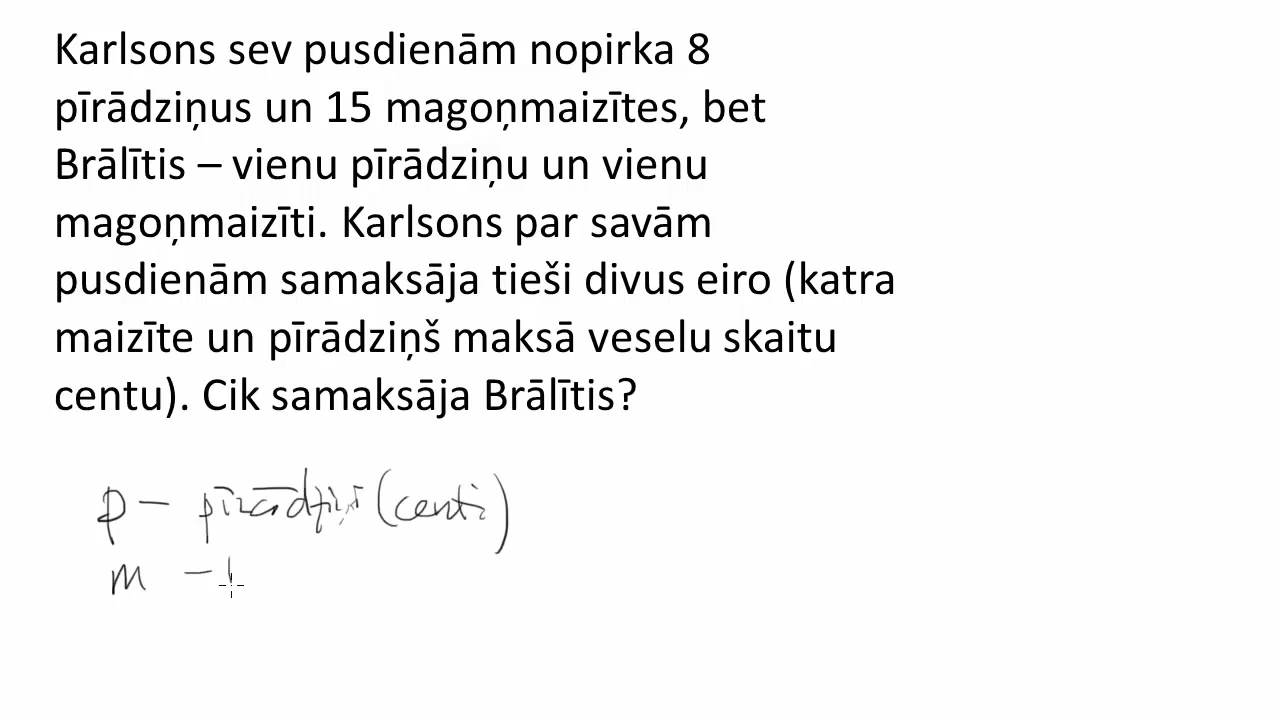 Karlsons sev pusdienām nopirka 8
pīrādziņus un 15 magoņmaizītes, bet
Brālītis – vienu pīrādziņu un vienu
magoņmaizīti. Karlsons par savām
pusdienām samaksāja tieši divus eiro (katra
maizīte un pīrādziņš maksā veselu skaitu
centu). Cik samaksāja Brālītis?
p – pīrādziņš (centi)
m –